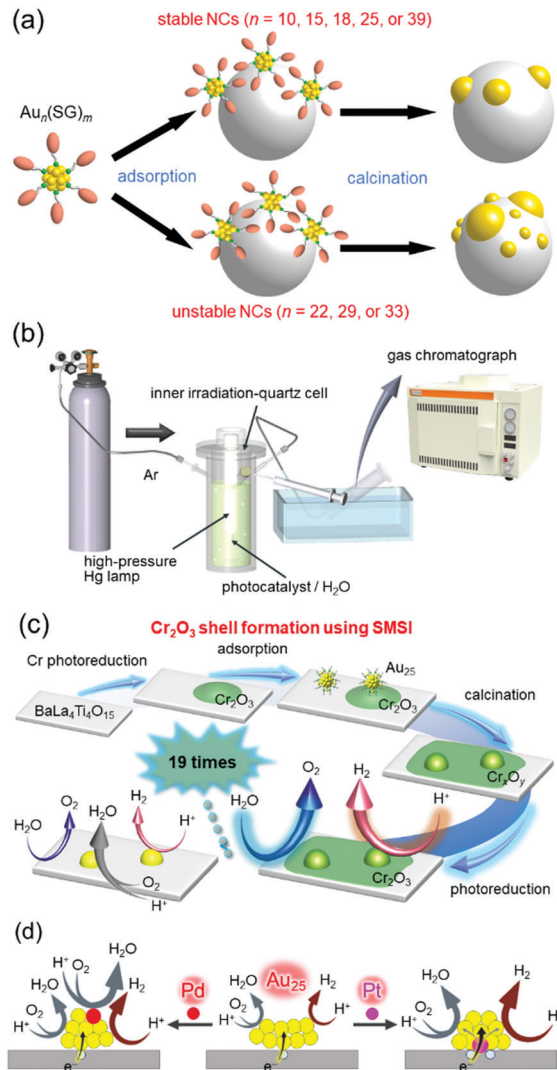 (a)
stable NCs (n = 10, 15, 18, 25, or 39)
Auₙ(SG)ₘ
adsorption
calcination
unstable NCs (n = 22, 29, or 33)
(b)
gas chromatograph
inner irradiation-quartz cell
Ar
high-pressure
Hg lamp
photocatalyst / H₂O
(c)
Cr₂O₃ shell formation using SMSI
Cr photoreduction
adsorption
Au₂₅
calcination
BaLa₄Ti₄O₁₅
Cr₂O₃
Cr₂O₃
CrₓOᵧ
19 times
O₂
H₂
H₂O
H⁺
O₂
H₂O
H₂
H₂O
H⁺
O₂
H⁺
Cr₂O₃
photoreduction
(d)
H₂O
H⁺ O₂
H₂O
H₂
O₂
H⁺
H⁺
e⁻
Pd
Au₂₅
H₂O
H₂
O₂
H⁺
H⁺
e⁻
Pt
H₂O
H₂
O₂
H⁺
H
e⁻